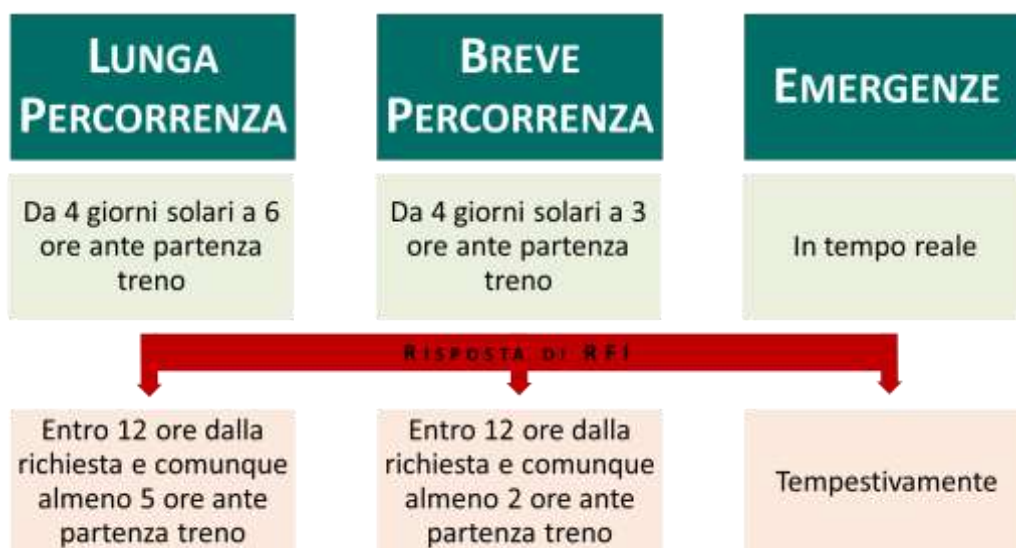 LUNGA
PERCORRENZA
BREVE
PERCORRENZA
EMERGENZE
Da 4 giorni solari a 6
ore ante partenza
treno
Da 4 giorni solari a 3
ore ante partenza
treno
In tempo reale
RISPOSTA DI RFI
Entro 12 ore dalla
richiesta e comunque
almeno 5 ore ante
partenza treno
Entro 12 ore dalla
richiesta e comunque
almeno 2 ore ante
partenza treno
Tempestivamente